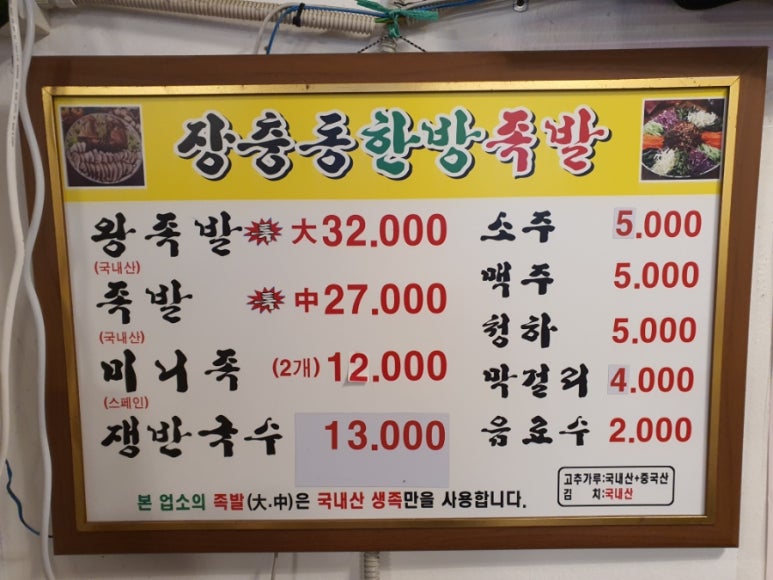 장충동한방족발
왕족발 특 大 32.000
(국내산)
족발 특 中 27.000
(국내산)
미니족 (2개) 12.000
(스페인)
쟁반국수 13.000
소주 5.000
맥주 5.000
청하 5.000
막걸리 4.000
음료수 2.000
고추가루:국내산+중국산
김 치:국내산
본 업소의 족발(大.中)은 국내산 생족만을 사용합니다.